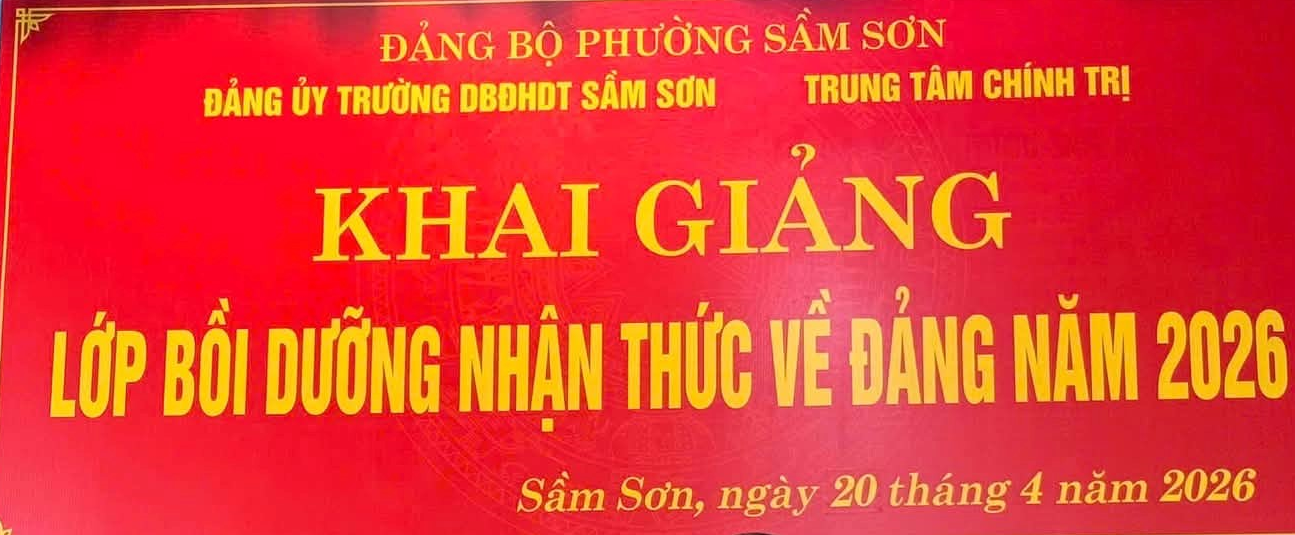 ĐẢNG BỘ PHƯỜNG SẦM SƠN
ĐẢNG ỦY TRƯỜNG DBĐHDT SẦM SƠN TRUNG TÂM CHÍNH TRỊ
KHAI GIẢNG
LỚP BỒI DƯỠNG NHẬN THỨC VỀ ĐẢNG NĂM 2026
Sầm Sơn, ngày 20 tháng 4 năm 2026